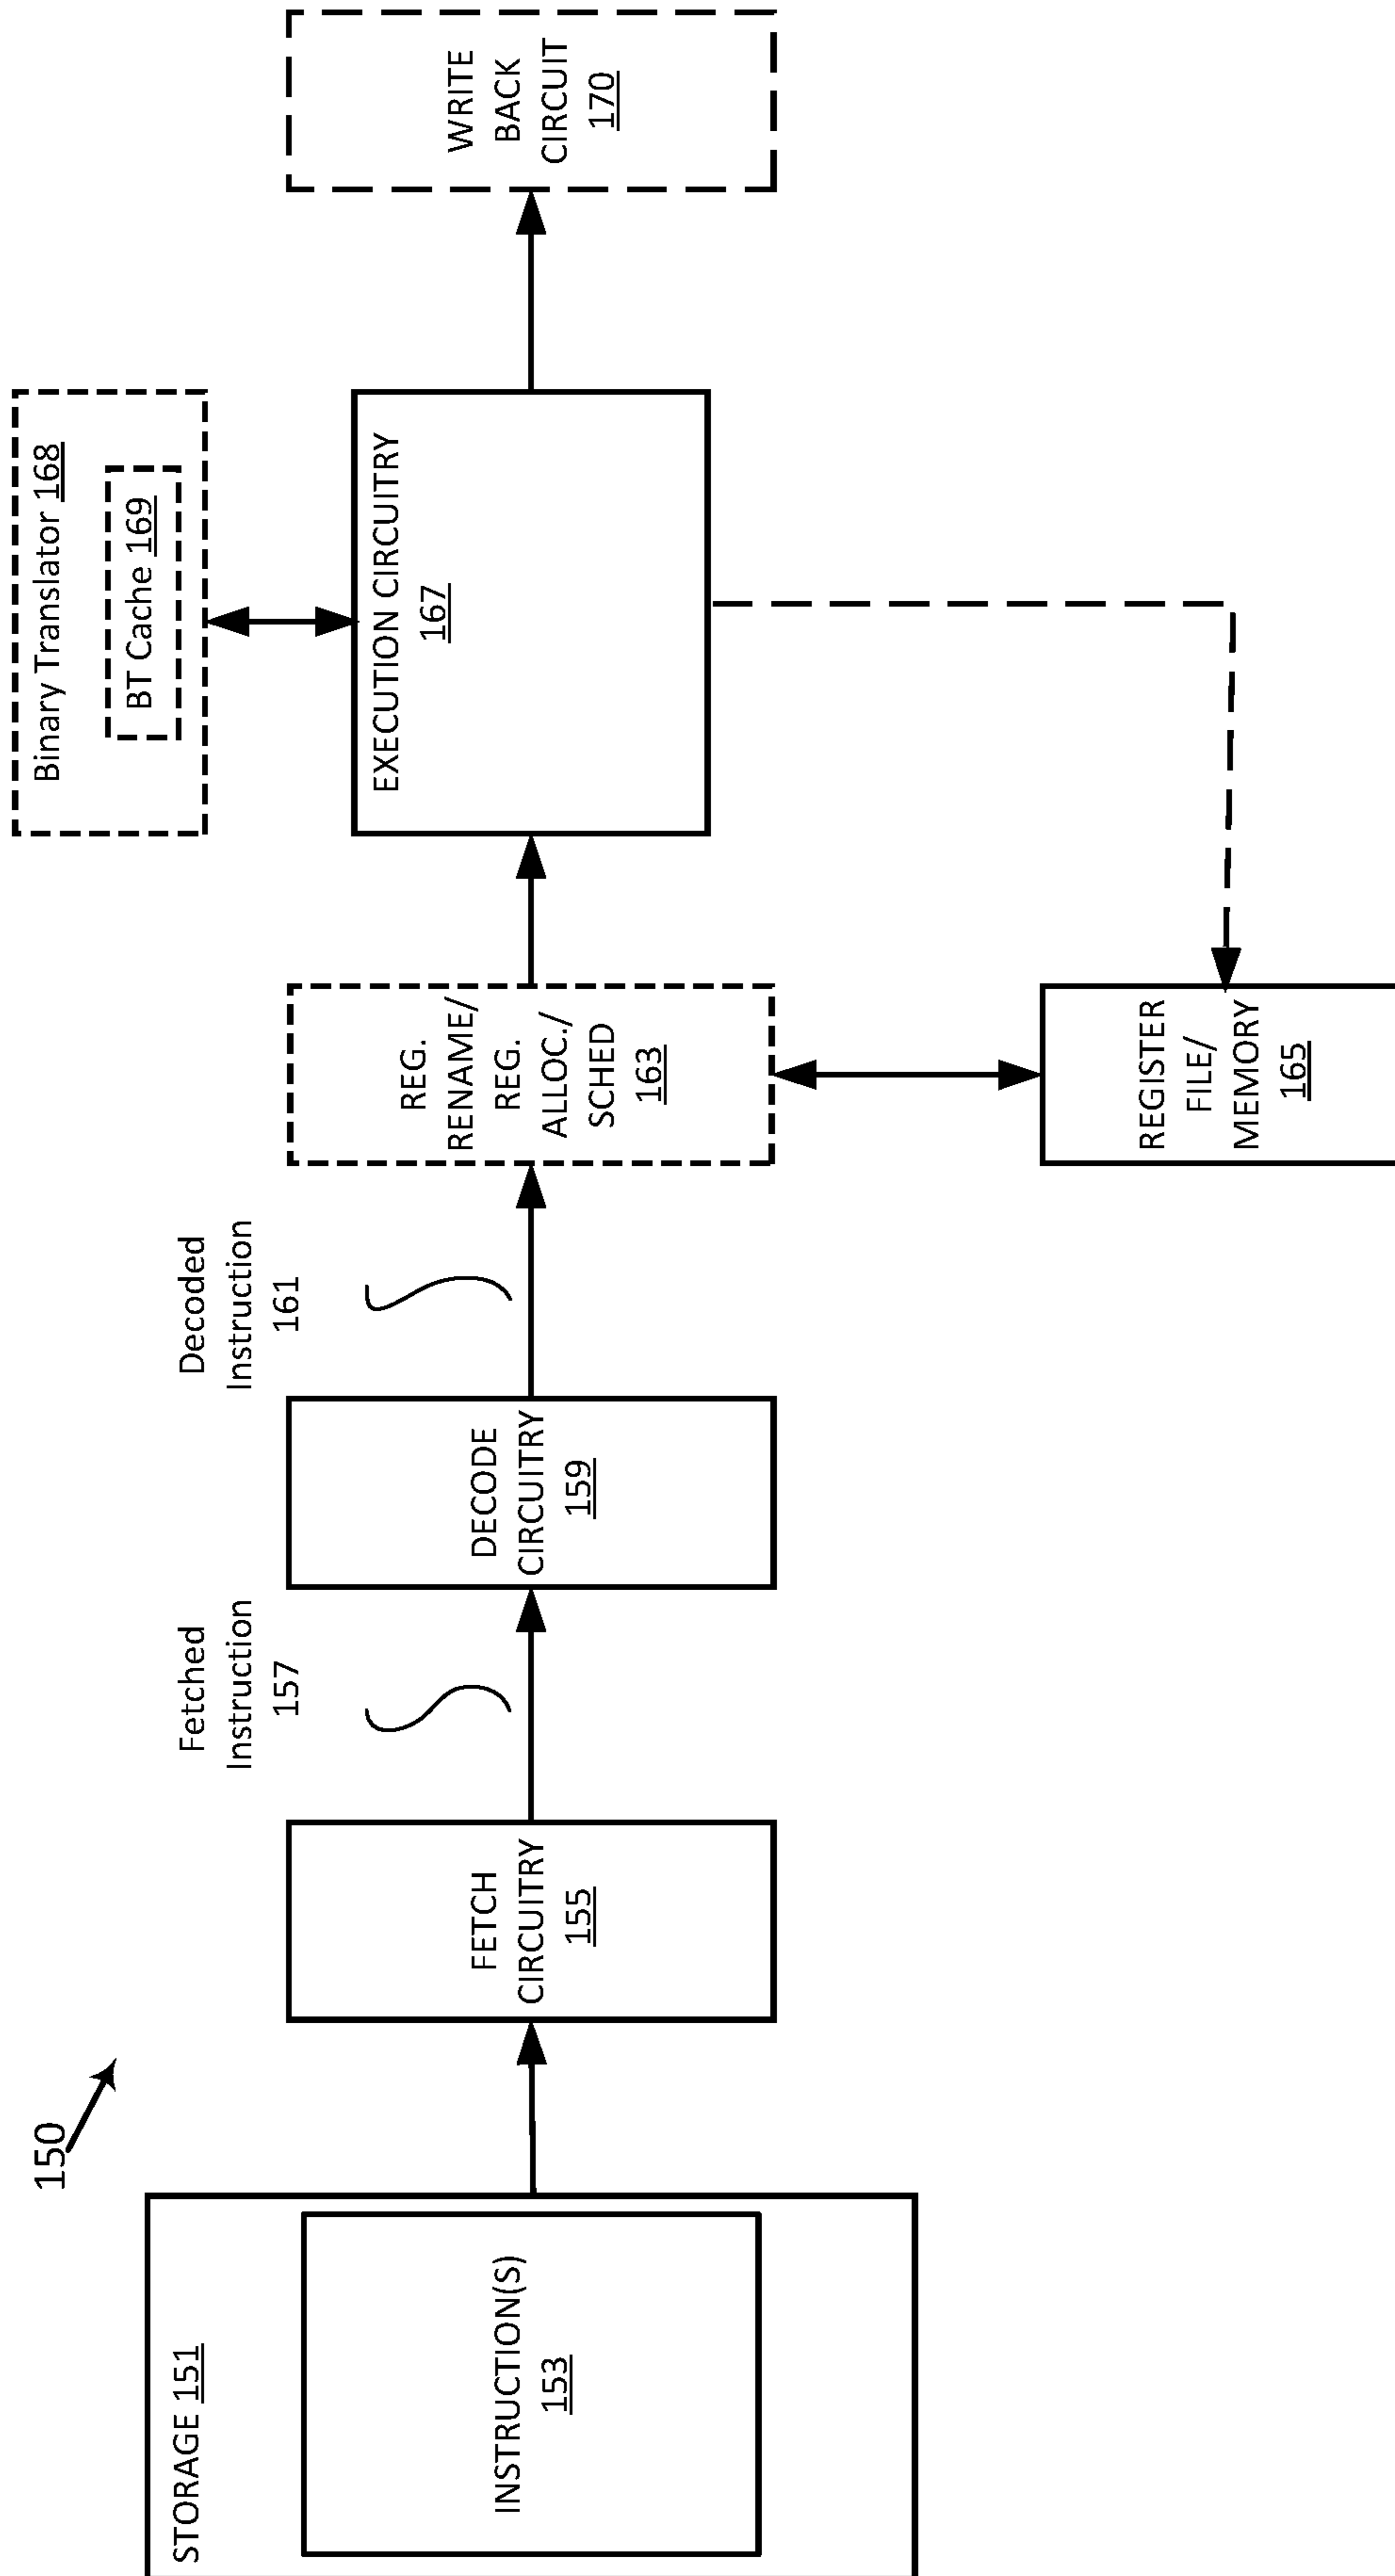 150
STORAGE 151
INSTRUCTION(S)
153
FETCH
CIRCUITRY
155
Fetched
Instruction
157
DECODE
CIRCUITRY
159
Decoded
Instruction
161
REG.
RENAME/
REG.
ALLOC./
SCHED
163
REGISTER
FILE/
MEMORY
165
Binary Translator 168
BT Cache 169
EXECUTION CIRCUITRY
167
WRITE
BACK
CIRCUIT
170